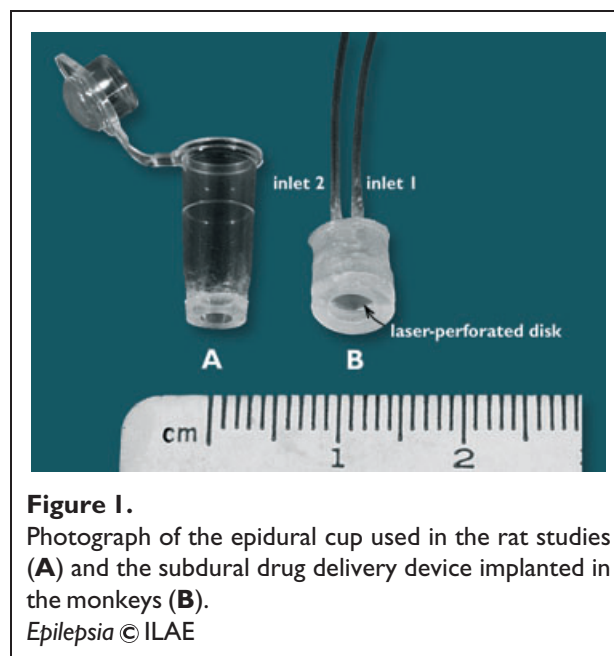 inlet 2 inlet 1
laser-perforated disk
A B
cm 1 2
Figure 1.
Photograph of the epidural cup used in the rat studies
(A) and the subdural drug delivery device implanted in
the monkeys (B).
Epilepsia © ILAE